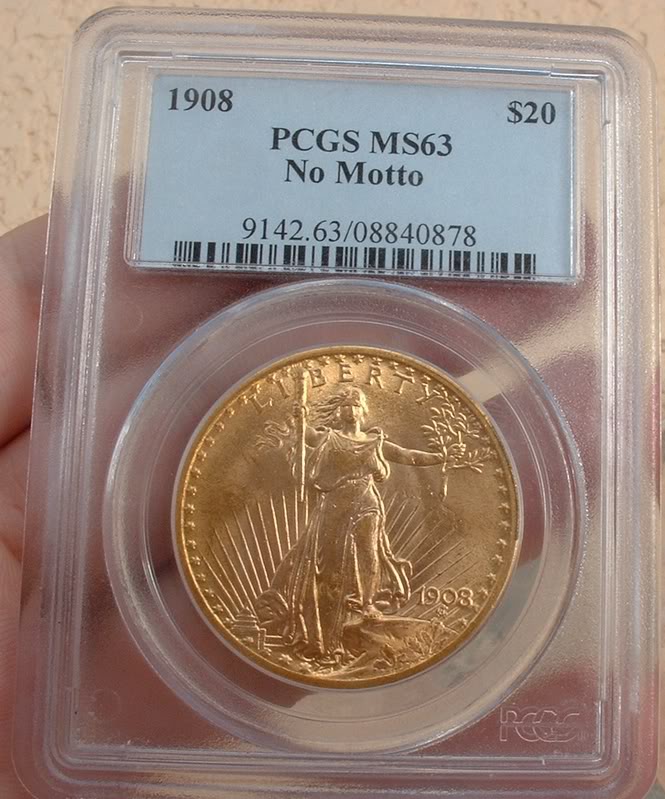 1908 $20
PCGS MS63
No Motto
9142.63/08840878
LIBERTY
1908
PCGS